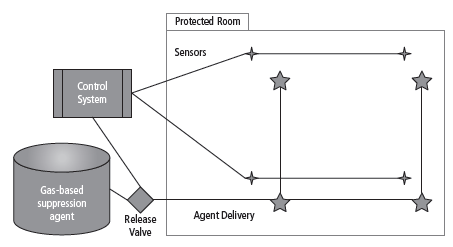 Protected Room
Sensors
Control
System
Gas-based
suppression
agent
Release
Valve
Agent Delivery